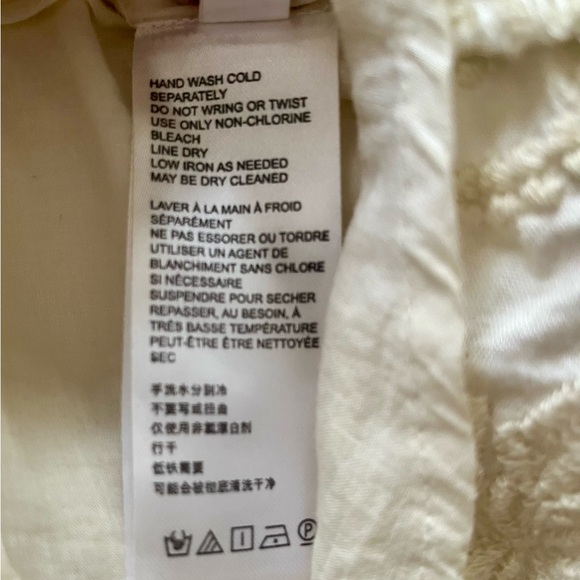 HAND WASH COLD
SEPARATELY
DO NOT WRING OR TWIST
USE ONLY NON-CHLORINE
BLEACH
LINE DRY
LOW IRON AS NEEDED
MAY BE DRY CLEANED
LAVER À LA MAIN À FROID
SÉPARÉMENT
NE PAS ESSORER OU TORDRE
UTILISER UN AGENT DE
BLANCHIMENT SANS CHLORE
SI NÉCESSAIRE
SUSPENDRE POUR SECHER
REPASSER, AU BESOIN, À
TRÈS BASSE TEMPÉRATURE
PEUT-ÊTRE ÊTRE NETTOYÉE
SEC
手洗水分别冷
不要写或扭曲
仅使用非氯漂白剂
行干
低铁需要
可能会被彻底清洗干净
P